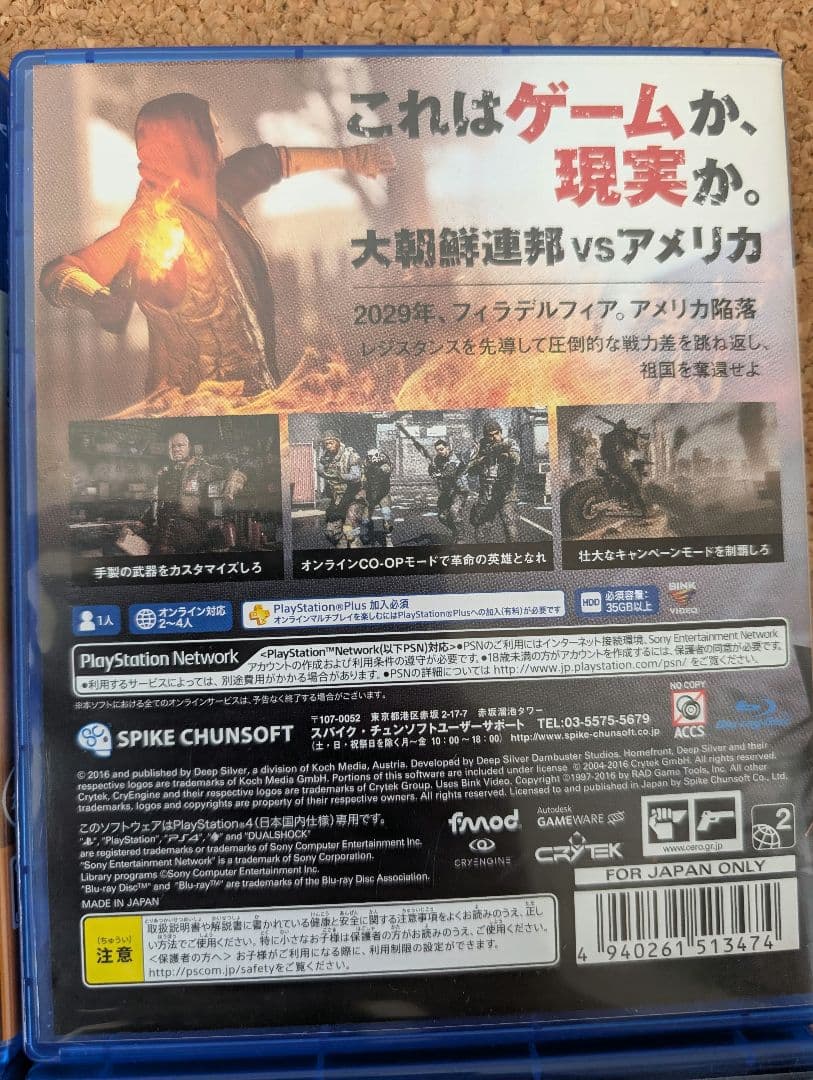 これはゲームか、
現実か。
大朝鮮連邦 vs アメリカ
2029年、フィラデルフィア。アメリカ陥落
レジスタンスを先導して圧倒的な戦力差を跳ね返し、
祖国を奪還せよ
手製の武器をカスタマイズしろ
オンラインCO-OPモードで革命の英雄となれ
壮大なキャンペーンモードを制覇しろ
1人
オンライン対応
2~4人
PlayStation®Plus 加入必須
オンラインマルチプレイを楽しむにはPlayStation®Plusへの加入(有料)が必要です
HDD
必須容量:
35GB以上
BINK
VIDEO
PlayStation Network
<PlayStation™Network(以下PSN)対応>●PSNのご利用にはインターネット接続環境、Sony Entertainment Network
アカウントの作成および利用条件の遵守が必要です。●18歳未満の方がアカウントを作成するには、保護者の同意が必要です。
●利用するサービスによっては、別途費用がかかる場合があります。●PSNの詳細については http://www.jp.playstation.com/psn/ をご覧ください。
※本ソフトにおける全てのオンラインサービスは、予告なく終了する場合がございます。
SPIKE CHUNSOFT
〒107-0052 東京都港区赤坂 2-17-7 赤坂溜池タワー
スパイク・チュンソフトユーザーサポート TEL:03-5575-5679
(土・日・祝祭日を除く月～金 10:00～18:00) http://www.spike-chunsoft.co.jp
NO COPY
ACCS
Blu-ray Disc
© 2016 and published by Deep Silver, a division of Koch Media, Austria. Developed by Deep Silver Dambuster Studios. Homefront, Deep Silver and their
respective logos are trademarks of Koch Media GmbH. Portions of this software are included under license © 2004-2016 Crytek GmbH. All rights reserved.
Crytek, CryEngine and their respective logos are trademarks of Crytek Group. Uses Bink Video. Copyright ©1997-2016 by RAD Game Tools, Inc. All other
trademarks, logos and copyrights are property of their respective owners. All rights reserved. Licensed to and published in Japan by Spike Chunsoft Co., Ltd.
このソフトウェアはPlayStation®4(日本国内仕様)専用です。
", "PlayStation", "PS4", " " and "DUALSHOCK"
are registered trademarks or trademarks of Sony Computer Entertainment Inc.
"Sony Entertainment Network" is a trademark of Sony Corporation.
Library programs ©Sony Computer Entertainment Inc.
"Blu-ray Disc™" and "Blu-ray™" are trademarks of the Blu-ray Disc Association.
MADE IN JAPAN
fmod
Autodesk
GAMEWARE
CRYENGINE
CRYTEK
www.cero.gr.jp
2
FOR JAPAN ONLY
4 940261 513474
(ちゅうい)
注意
取扱説明書や解説書に書かれている健康と安全に関する注意事項をよくお読みのうえ、正し
い方法でご使用ください。特に小さなお子様は保護者の方がお読みのうえ、ご使用ください。
<保護者の方へ> お子様がご利用になる際に、利用制限の設定ができます。
http://pscom.jp/safetyをご覧ください。